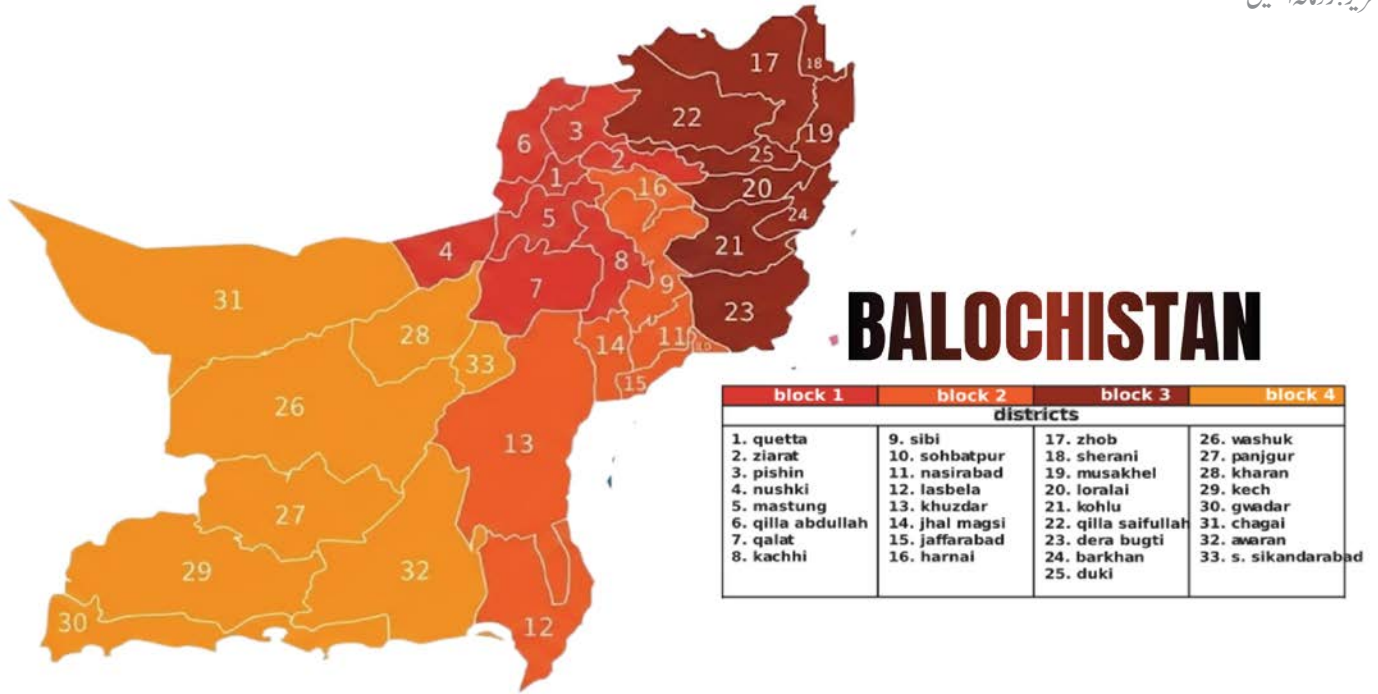 17
18
22
3
19
6
25
2
1
16
20
5
24
21
4
8
9
7
31
23
28
11
14
33
15
26
13
27
29
32
30
12
BALOCHISTAN
block 1 block 2 block 3 block 4
districts
1. quetta 9. sibi 17. zhob 26. washuk
2. ziarat 10. sohbatpur 18. sherani 27. panjgur
3. pishin 11. nasirabad 19. musakhel 28. kharan
4. nushki 12. lasbela 20. loralai 29. kech
5. mastung 13. khuzdar 21. kohlu 30. gwadar
6. qilla abdullah 14. jhal magsi 22. qilla saifullah 31. chagai
7. qalat 15. jaffarabad 23. dera bugti 32. awaran
8. kachhi 16. harnai 24. barkhan 33. s. sikandarabad
25. duki